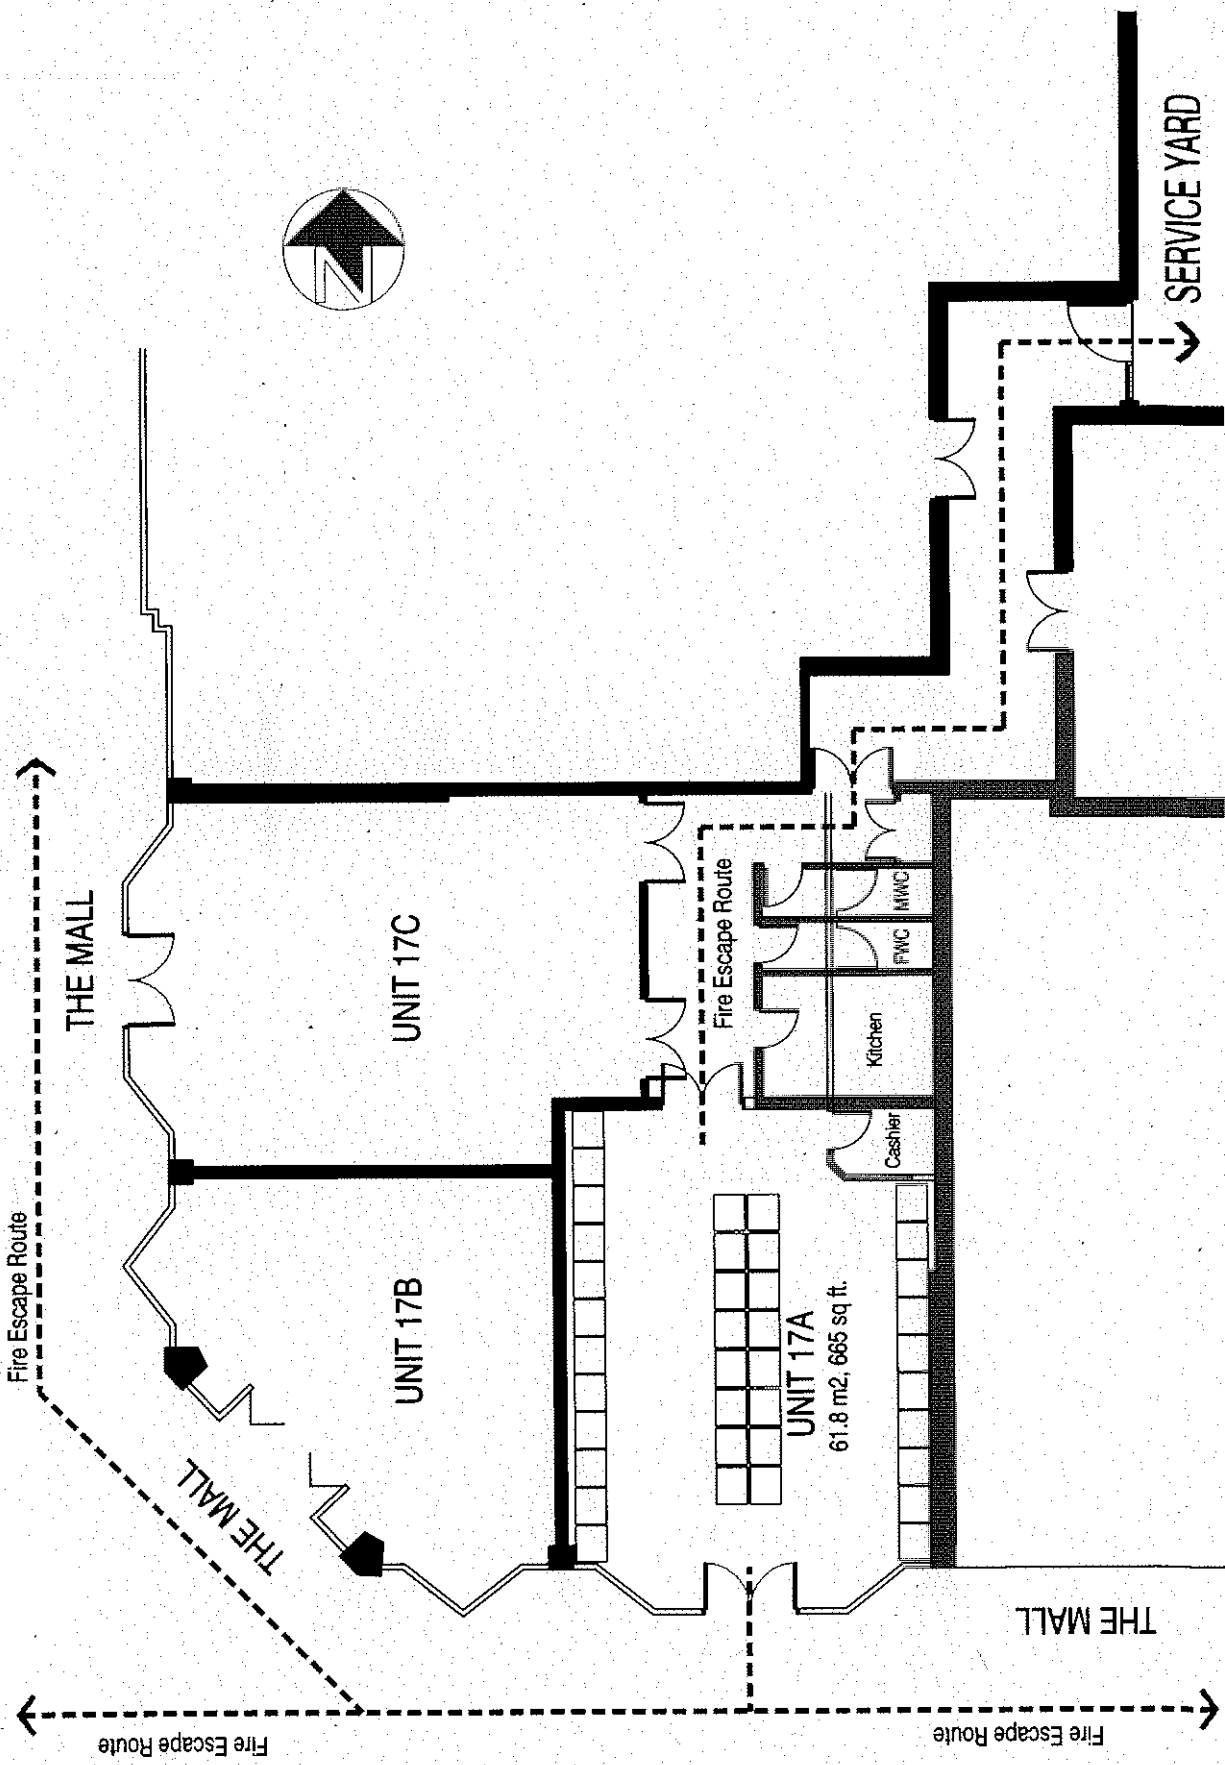 Fire Escape Route
THE MALL
THE MALL
N
SERVICE YARD
UNIT 17C
UNIT 17B
Fire Escape Route
MWC
FWC
Kitchen
Cashier
UNIT 17A
61.8 m2, 665 sq ft.
THE MALL
Fire Escape Route
Fire Escape Route